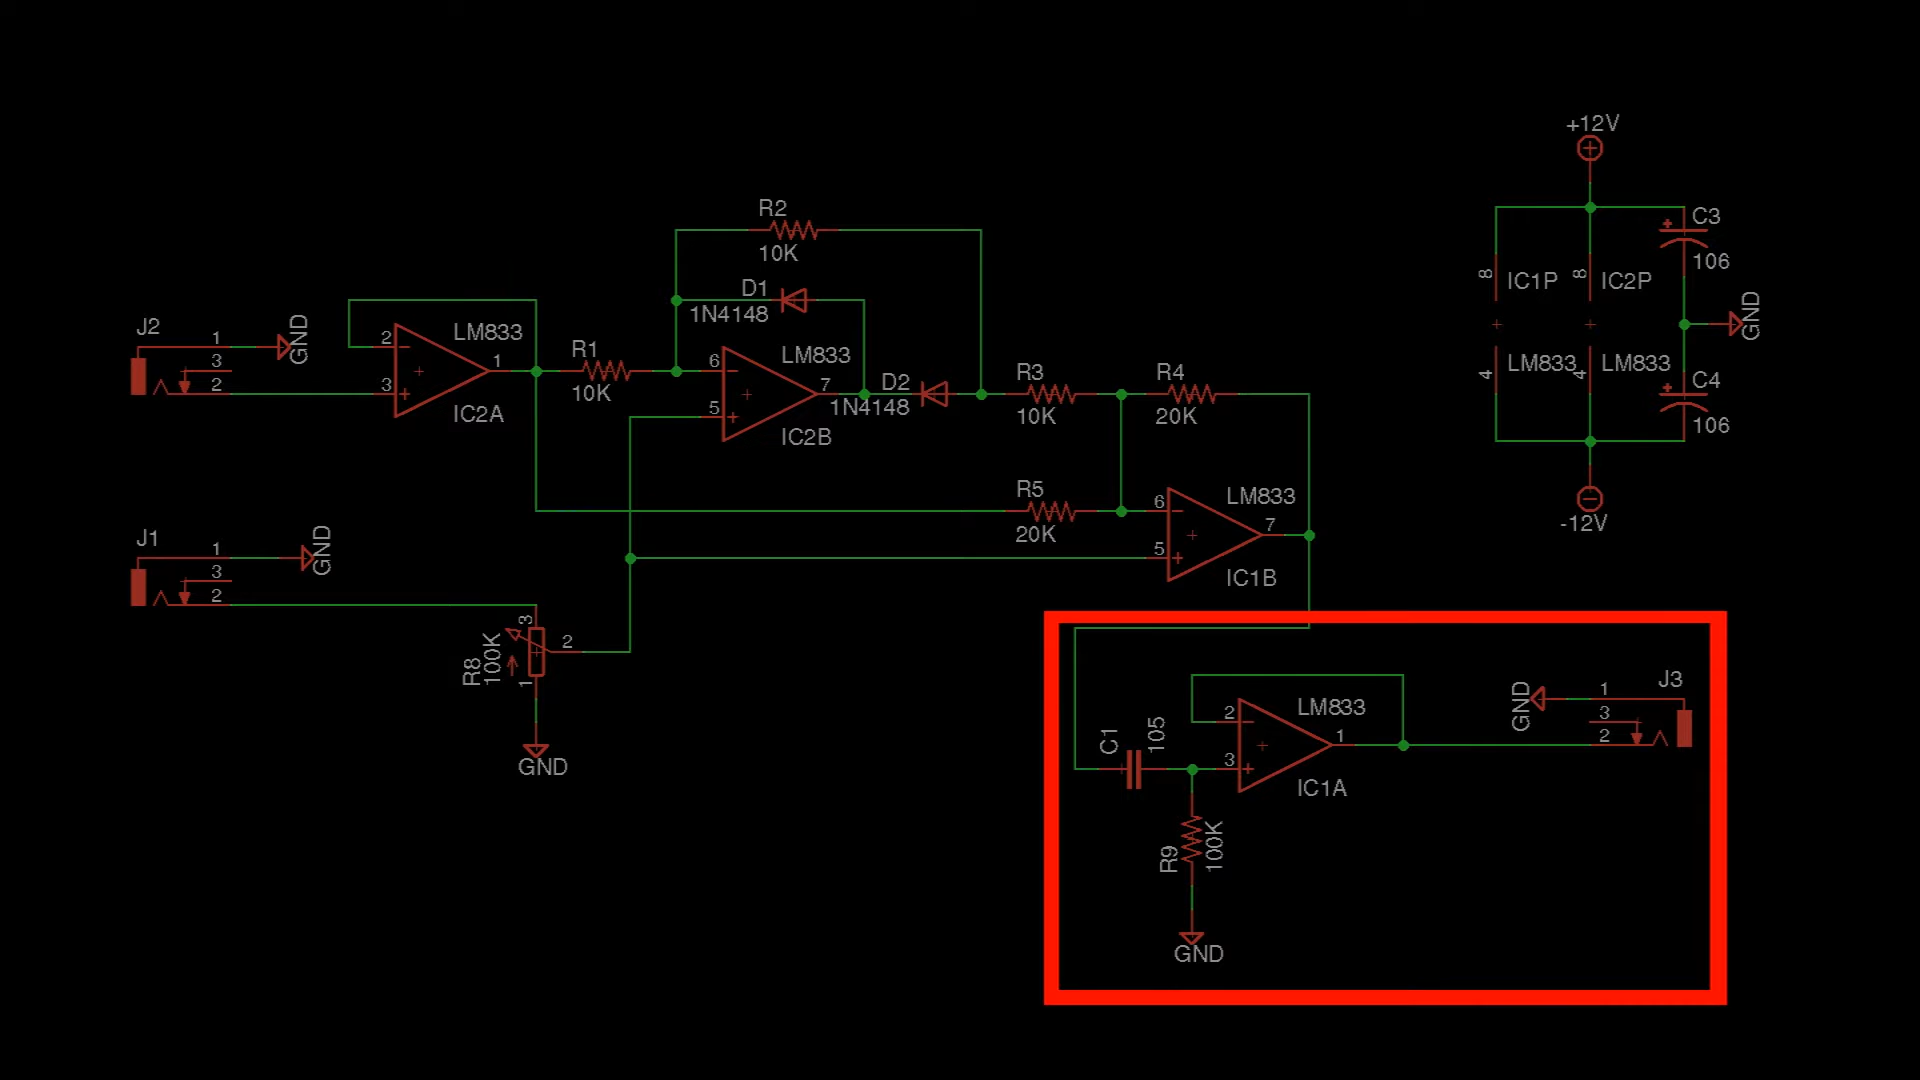 +12V
C3
106
8
IC1P
8
IC2P
GND
LM833
LM833
4
4
C4
106
-12V
R2
10K
D1
1N4148
J2
1
3
2
GND
2
3
LM833
1
IC2A
R1
10K
6
5
LM833
7
IC2B
D2
1N4148
R3
10K
R4
20K
R5
20K
6
5
LM833
7
IC1B
J1
1
3
2
GND
R8
100K
3
2
1
GND
C1
105
2
3
LM833
1
IC1A
R9
100K
GND
GND
J3
1
3
2